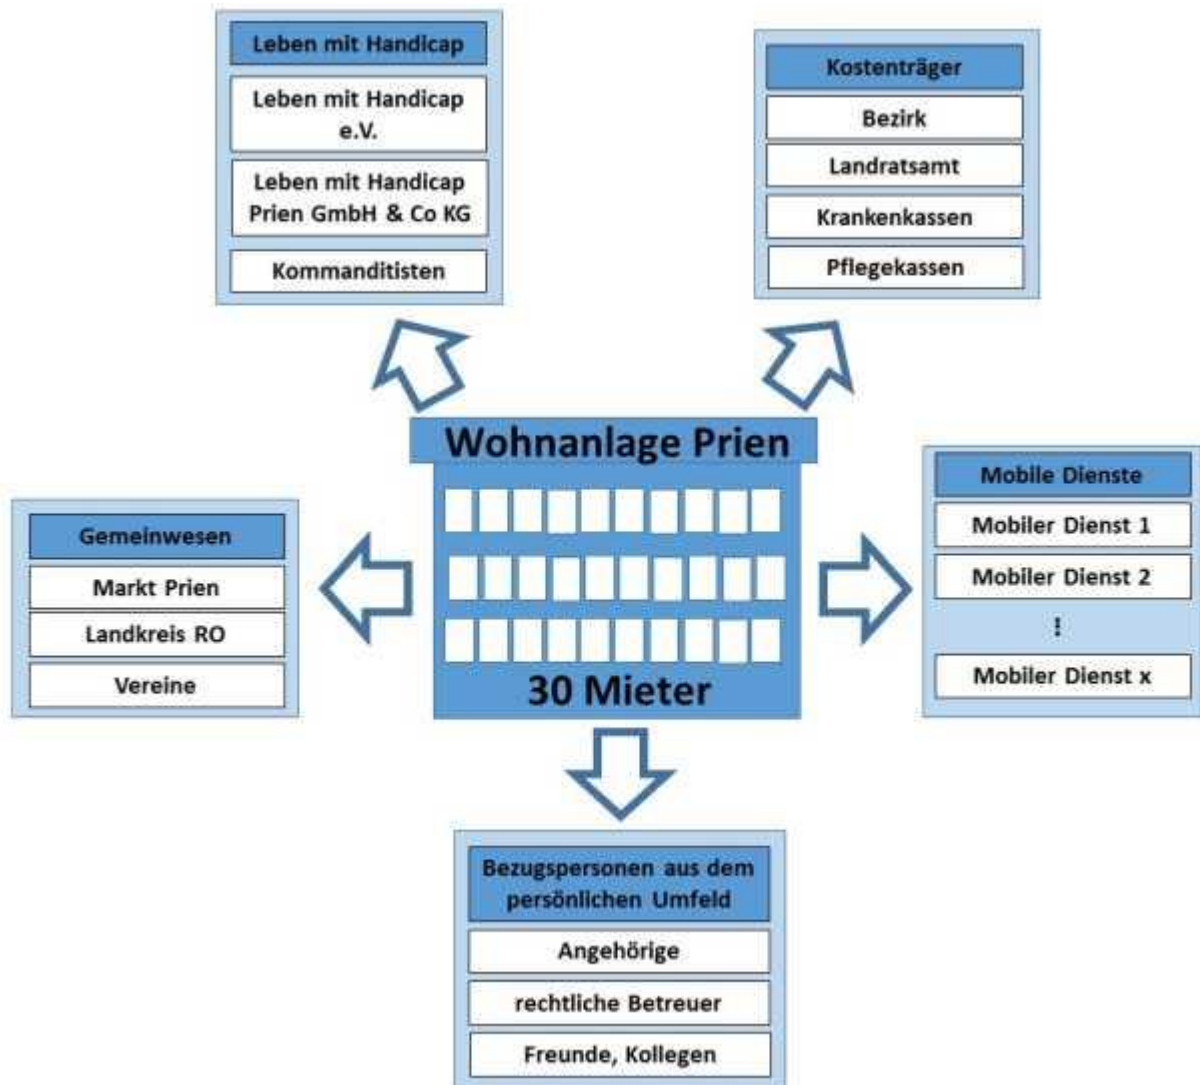 Leben mit Handicap
Leben mit Handicap
e.V.
Leben mit Handicap
Prien GmbH & Co KG
Kommanditisten
Kostenträger
Bezirk
Landratsamt
Krankenkassen
Pflegekassen
Wohnanlage Prien
30 Mieter
Gemeinwesen
Markt Prien
Landkreis RO
Vereine
Mobile Dienste
Mobiler Dienst 1
Mobiler Dienst 2
⋮
Mobiler Dienst x
Bezugspersonen aus dem
persönlichen Umfeld
Angehörige
rechtliche Betreuer
Freunde, Kollegen